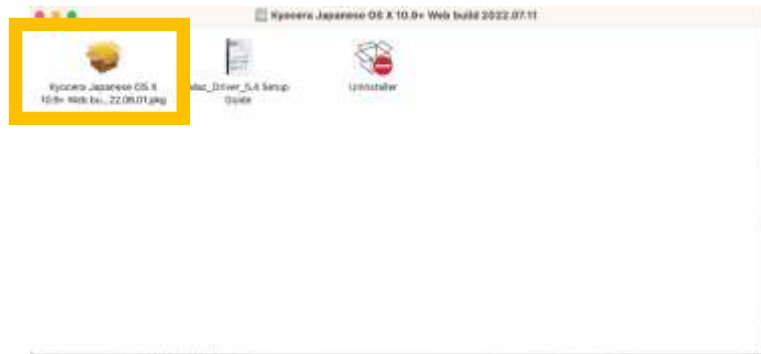 Kyocera Japanese OS X 10.9+ Web build 2022.07.11
Kyocera Japanese OS X
10.9+ Web bu...22.06.01.pkg
Mac_Driver_5.4 Setup
Guide
Uninstaller